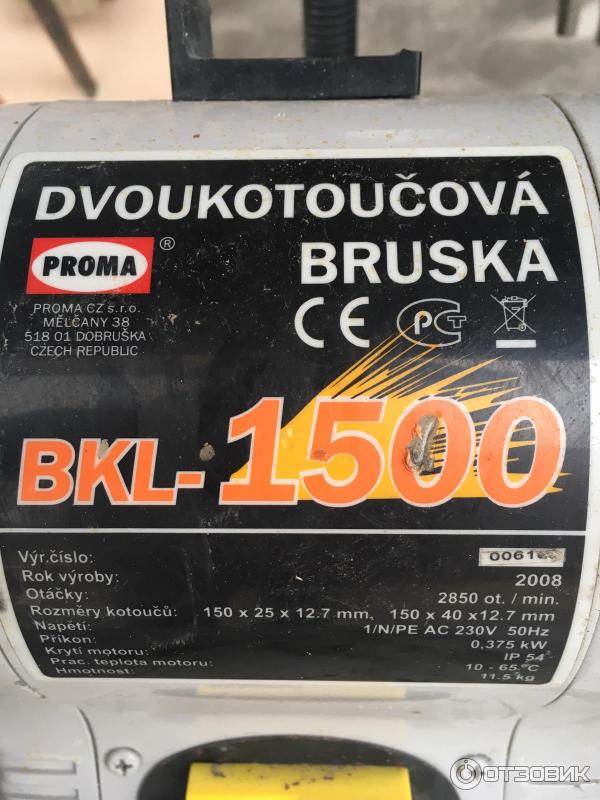 DVOUKOTOUČOVÁ
BRUSKA
PROMA ®
PROMA CZ s.r.o.
MĚLČANY 38
518 01 DOBRUŠKA
CZECH REPUBLIC
CE PCT
BKL-1500
Výr.číslo:
Rok výroby: 2008
Otáčky: 2850 ot. / min.
Rozměry kotoučů: 150 x 25 x 12.7 mm, 150 x 40 x12.7 mm
Napětí: 1/N/PE AC 230V 50Hz
Příkon: 0,375 kW
Krytí motoru: IP 54
Prac. teplota motoru: 10 - 65°C
Hmotnost: 11.5 kg
ОТЗОВИК